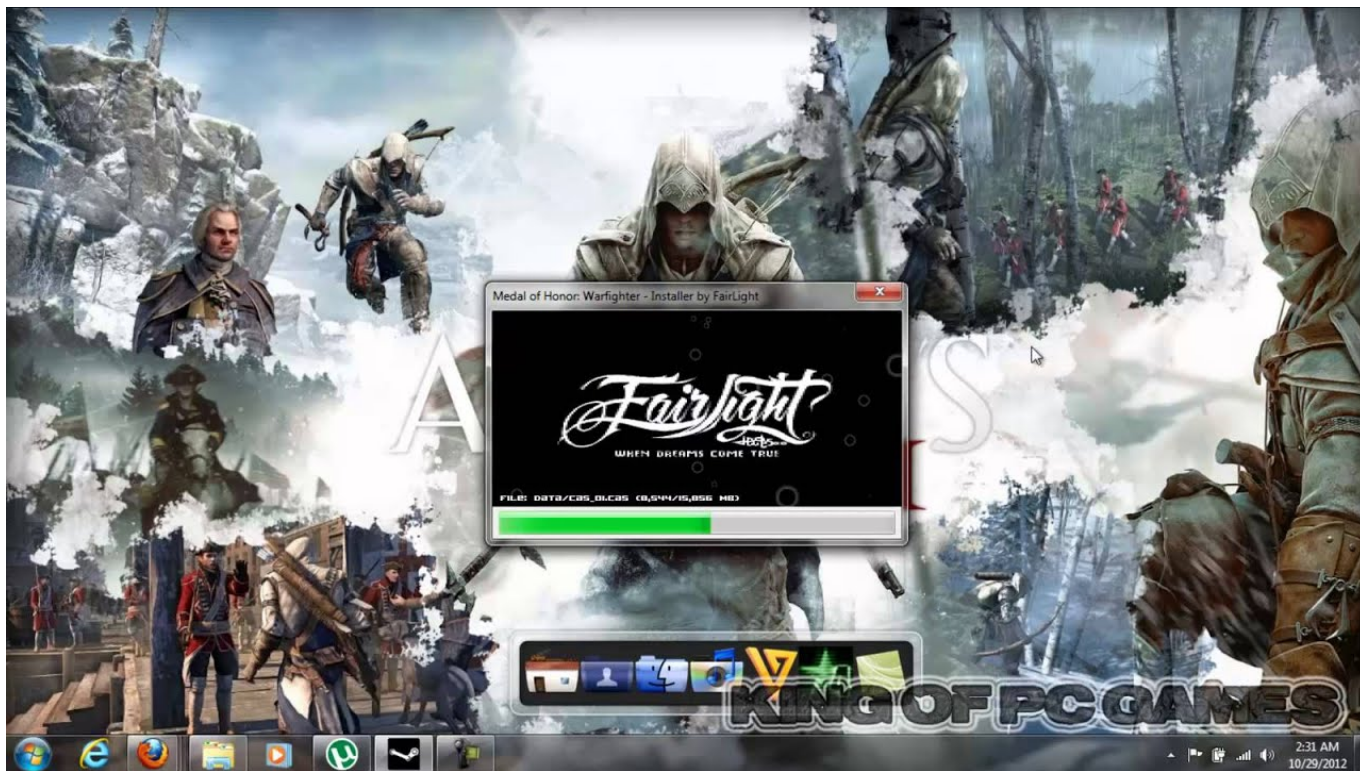 Medal of Honor: Warfighter - Installer by FairLight
A S
Fairlight
WHEN DREAMS COME TRUE
FILE: DATA/CAS_01.CAS (8,544/15,856 MB)
KING OF PC GAMES
2:31 AM
10/29/2012